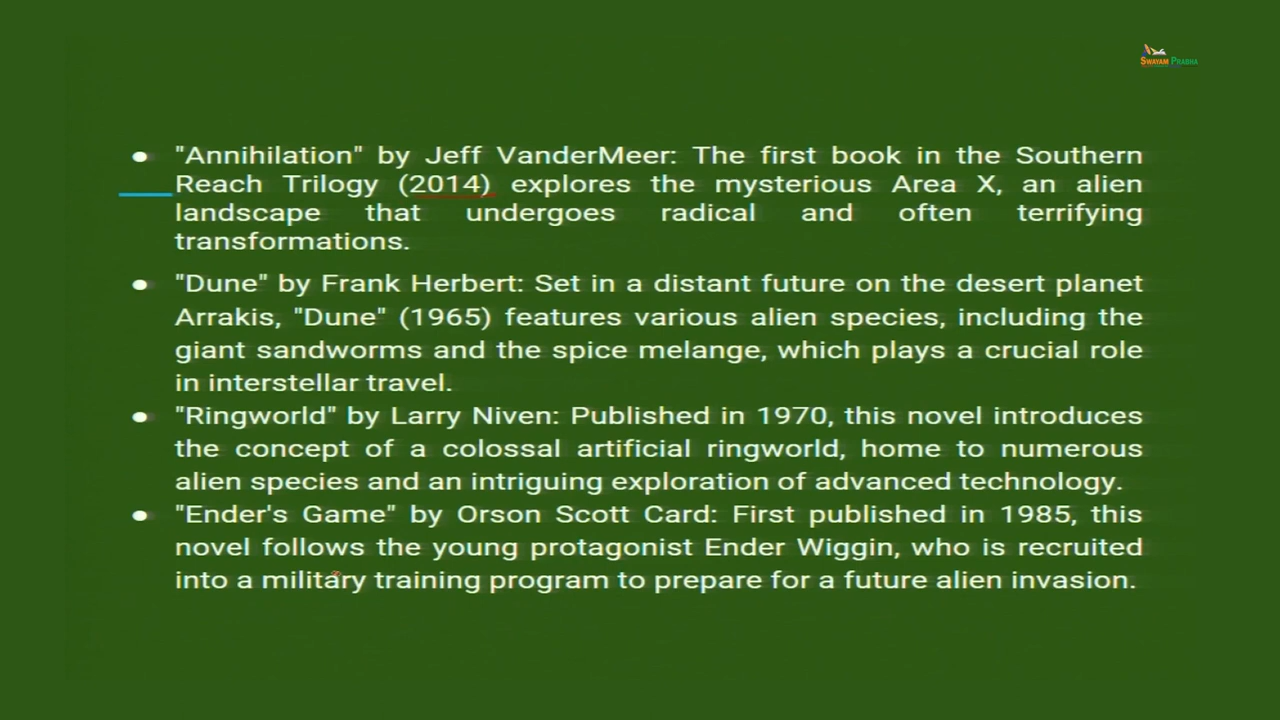 SWAYAM PRABHA
● "Annihilation" by Jeff VanderMeer: The first book in the Southern
Reach Trilogy (2014) explores the mysterious Area X, an alien
landscape that undergoes radical and often terrifying
transformations.
● "Dune" by Frank Herbert: Set in a distant future on the desert planet
Arrakis, "Dune" (1965) features various alien species, including the
giant sandworms and the spice melange, which plays a crucial role
in interstellar travel.
● "Ringworld" by Larry Niven: Published in 1970, this novel introduces
the concept of a colossal artificial ringworld, home to numerous
alien species and an intriguing exploration of advanced technology.
● "Ender's Game" by Orson Scott Card: First published in 1985, this
novel follows the young protagonist Ender Wiggin, who is recruited
into a military training program to prepare for a future alien invasion.